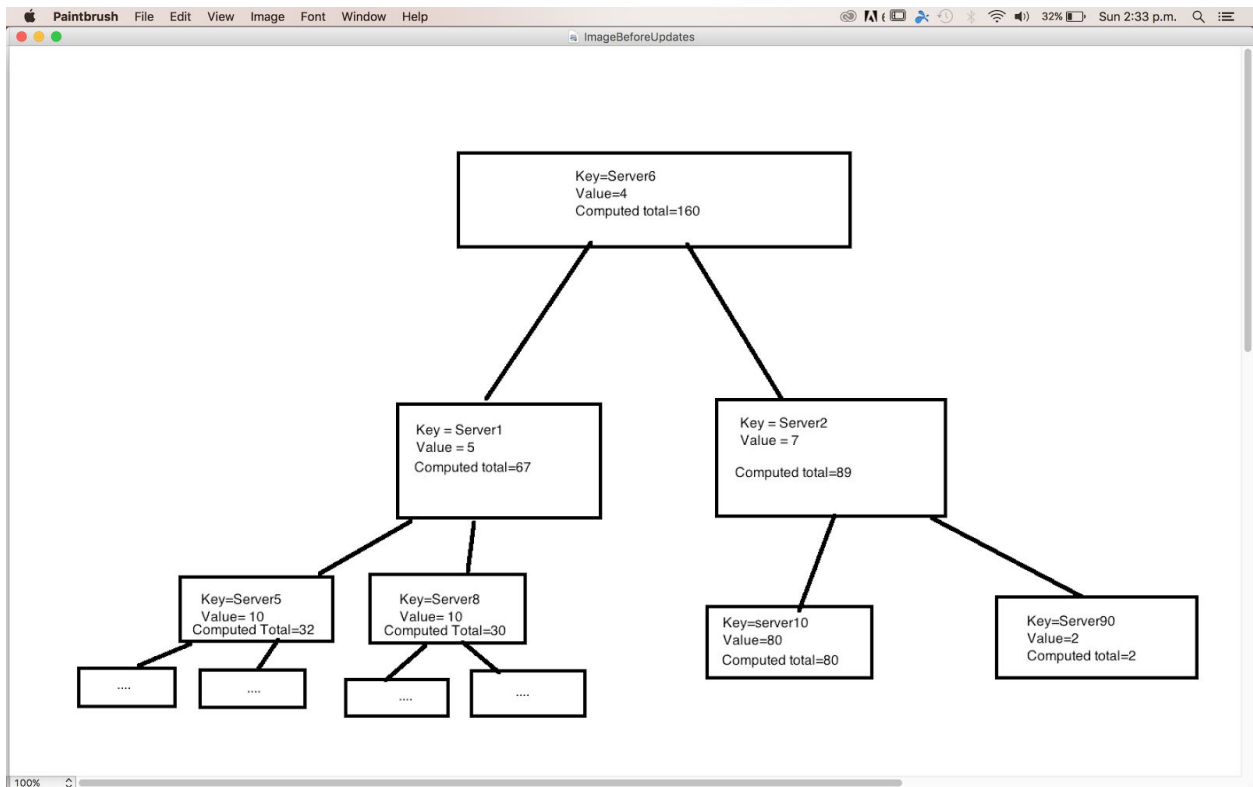 Paintbrush File Edit View Image Font Window Help 32% Sun 2:33 p.m.
ImageBeforeUpdates
Key=Server6
Value=4
Computed total=160
Key = Server1
Value = 5
Computed total=67
Key = Server2
Value = 7
Computed total=89
Key=Server5
Value= 10
Computed Total=32
Key=Server8
Value= 10
Computed Total=30
Key=server10
Value=80
Computed total=80
Key=Server90
Value=2
Computed total=2
....
....
....
....
100%